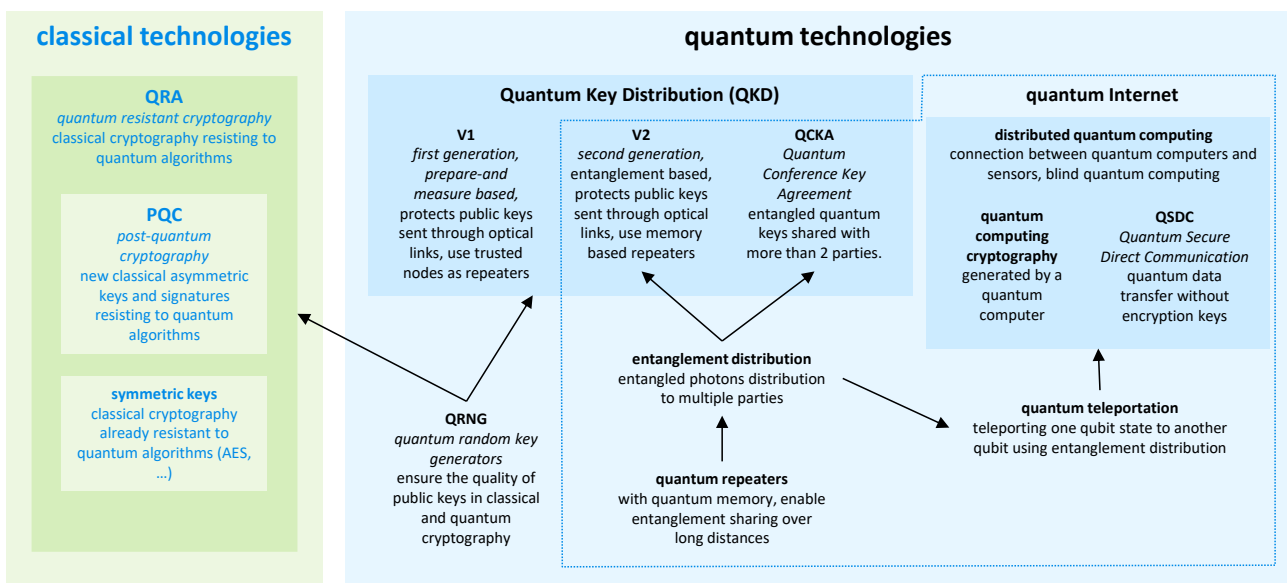 classical technologies
QRA
quantum resistant cryptography
classical cryptography resisting to
quantum algorithms
PQC
post-quantum
cryptography
new classical asymmetric
keys and signatures
resisting to quantum
algorithms
symmetric keys
classical cryptography
already resistant to
quantum algorithms (AES,
…)
quantum technologies
Quantum Key Distribution (QKD)
V1
first generation,
prepare-and
measure based,
protects public keys
sent through optical
links, use trusted
nodes as repeaters
V2
second generation,
entanglement based,
protects public keys
sent through optical
links, use memory
based repeaters
QCKA
Quantum
Conference Key
Agreement
entangled quantum
keys shared with
more than 2 parties.
quantum Internet
distributed quantum computing
connection between quantum computers and
sensors, blind quantum computing
quantum
computing
cryptography
generated by a
quantum
computer
QSDC
Quantum Secure
Direct Communication
quantum data
transfer without
encryption keys
entanglement distribution
entangled photons distribution
to multiple parties
QRNG
quantum random key
generators
ensure the quality of
public keys in classical
and quantum
cryptography
quantum repeaters
with quantum memory, enable
entanglement sharing over
long distances
quantum teleportation
teleporting one qubit state to another
qubit using entanglement distribution